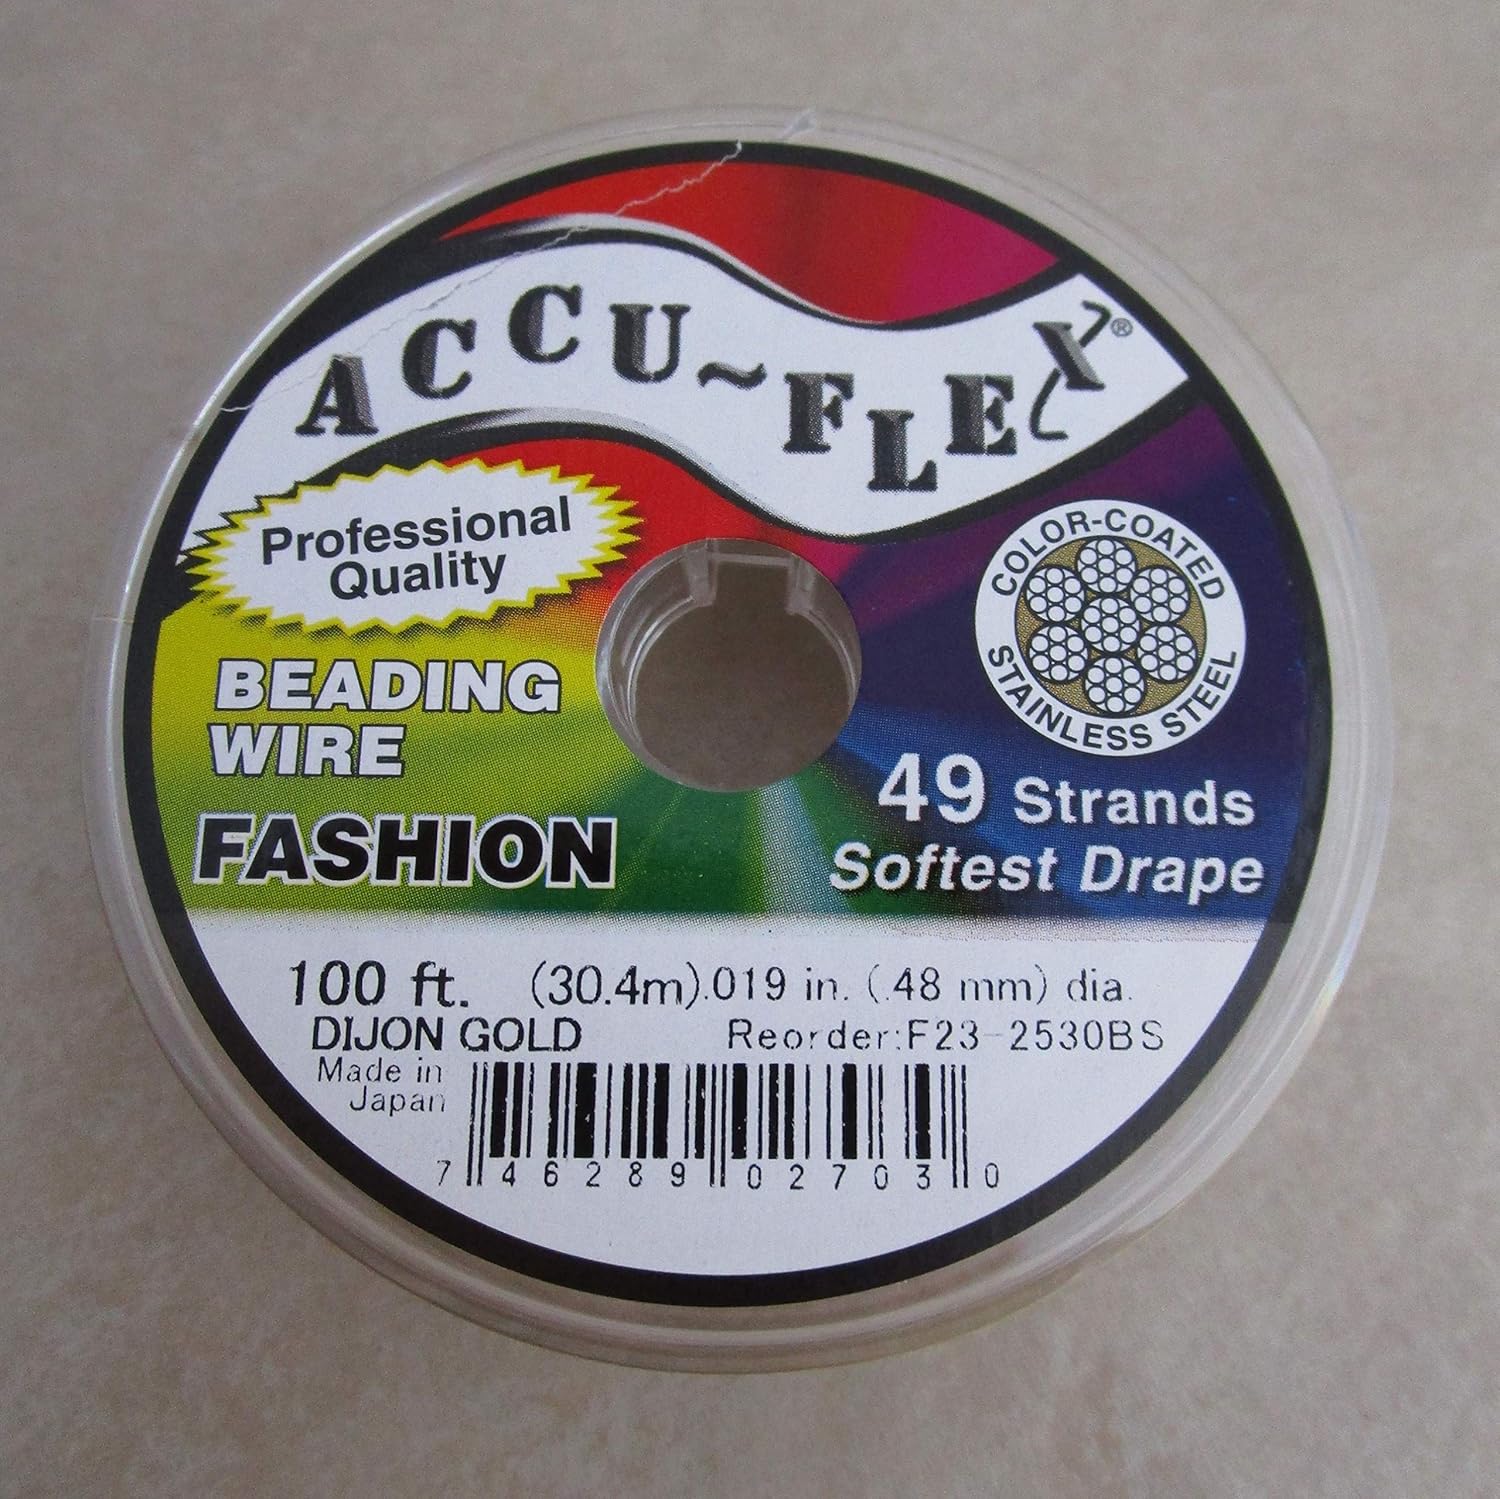 ACCU~FLEX®
Professional
Quality
BEADING
WIRE
FASHION
COLOR-COATED
STAINLESS STEEL
49 Strands
Softest Drape
100 ft. (30.4m).019 in. (.48 mm) dia.
DIJON GOLD Reorder:F23-2530BS
Made in
Japan
7 46289 02703 0